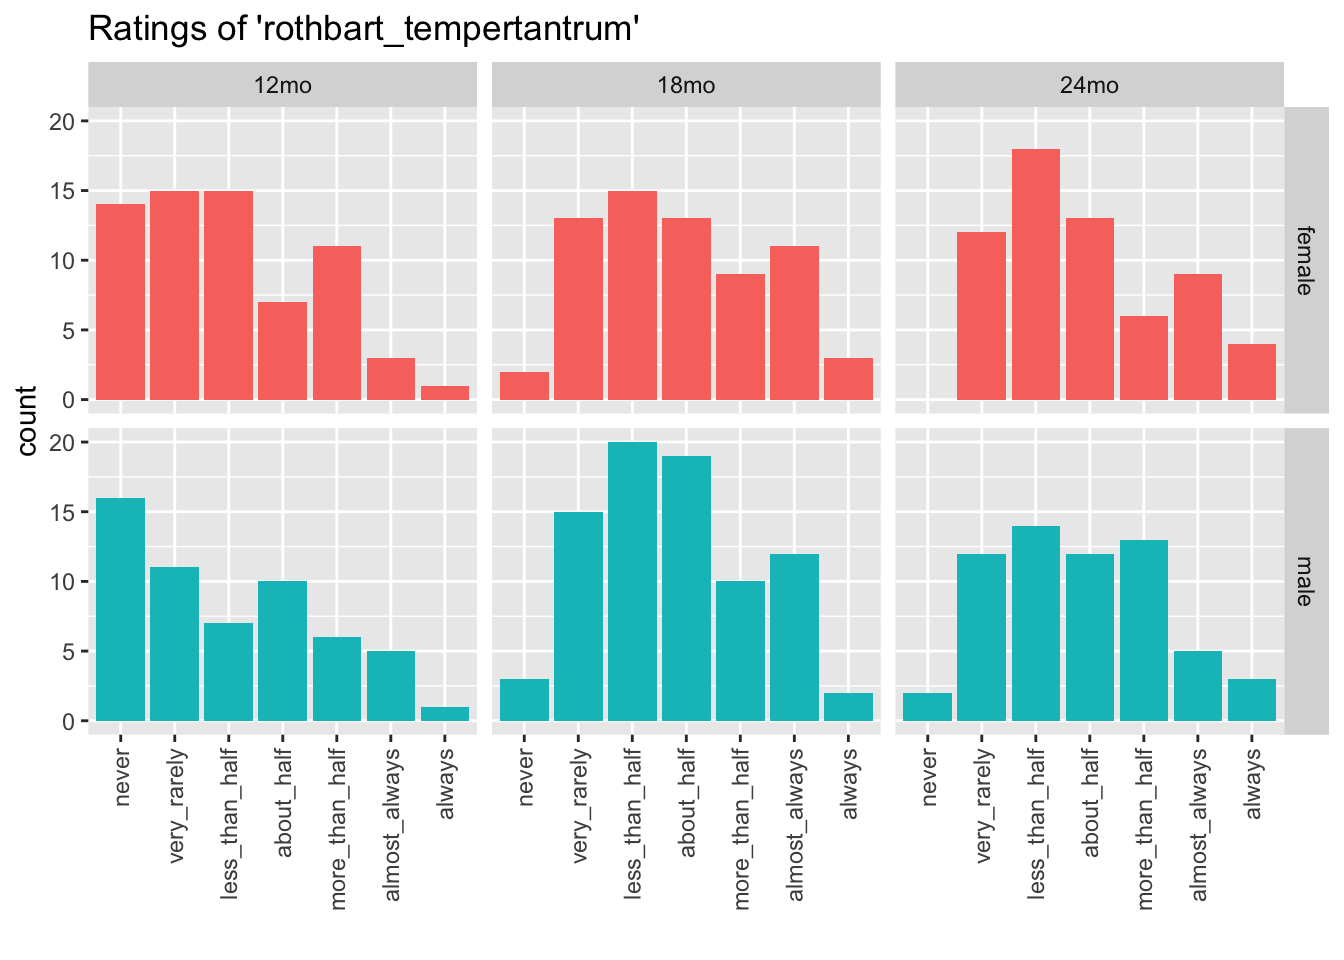 Ratings of 'rothbart_tempertantrum'
12mo 18mo 24mo
20
15
10
5
0
female
count
20
15
10
5
0
male
never very_rarely less_than_half about_half more_than_half almost_always always never very_rarely less_than_half about_half more_than_half almost_always always never very_rarely less_than_half about_half more_than_half almost_always always